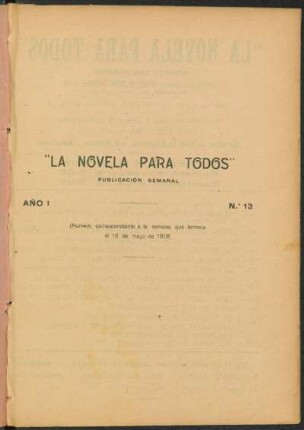 "LA NOVELA PARA TODOS"
PUBLICACIÓN SEMANAL
AÑO I N.° 13
(Número correspondiente a la semana que termina
el 18 de mayo de